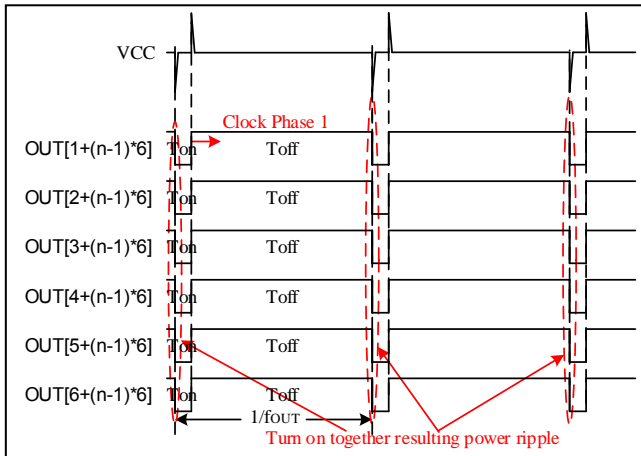 VCC
Clock Phase 1
OUT[1+(n-1)*6] Ton Toff
OUT[2+(n-1)*6] Ton Toff
OUT[3+(n-1)*6] Ton Toff
OUT[4+(n-1)*6] Ton Toff
OUT[5+(n-1)*6] Ton Toff
OUT[6+(n-1)*6] Ton Toff
1/fOUT
Turn on together resulting power ripple